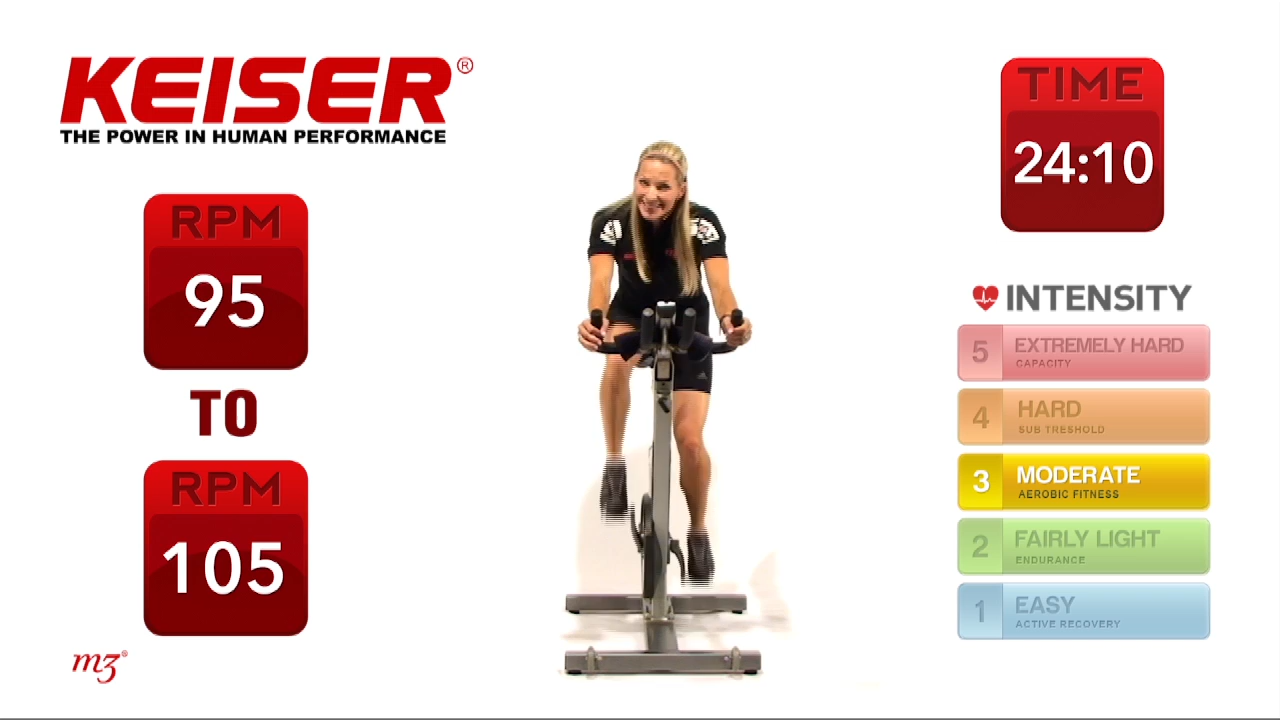 KEISER®
THE POWER IN HUMAN PERFORMANCE
RPM
95
TO
RPM
105
m3®
TIME
24:10
INTENSITY
5 EXTREMELY HARD
CAPACITY
4 HARD
SUB TRESHOLD
3 MODERATE
AEROBIC FITNESS
2 FAIRLY LIGHT
ENDURANCE
1 EASY
ACTIVE RECOVERY